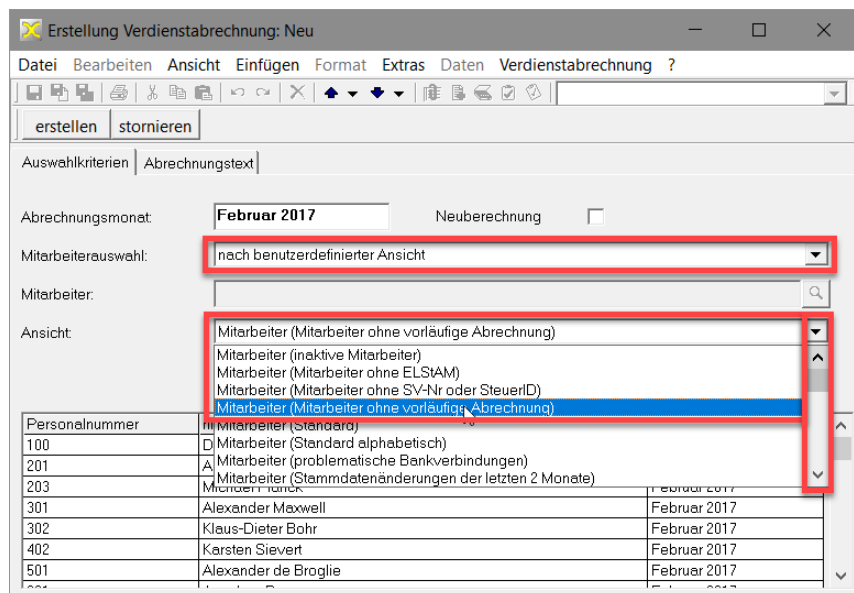 Erstellung Verdienstabrechnung: Neu
Datei Bearbeiten Ansicht Einfügen Format Extras Daten Verdienstabrechnung ?
erstellen stornieren
Auswahlkriterien Abrechnungstext
Abrechnungsmonat: Februar 2017 Neuberechnung
Mitarbeiterauswahl: nach benutzerdefinierter Ansicht
Mitarbeiter:
Ansicht: Mitarbeiter (Mitarbeiter ohne vorläufige Abrechnung)
Mitarbeiter (inaktive Mitarbeiter)
Mitarbeiter (Mitarbeiter ohne ELStAM)
Mitarbeiter (Mitarbeiter ohne SV-Nr oder SteuerID)
Mitarbeiter (Mitarbeiter ohne vorläufige Abrechnung)
Mitarbeiter (Standard)
Mitarbeiter (Standard alphabetisch)
Mitarbeiter (problematische Bankverbindungen)
Mitarbeiter (Stammdatenänderungen der letzten 2 Monate)
Personalnummer
100 D
201 A
203 Februar 2017
301 Alexander Maxwell Februar 2017
302 Klaus-Dieter Bohr Februar 2017
402 Karsten Sievert Februar 2017
501 Alexander de Broglie Februar 2017